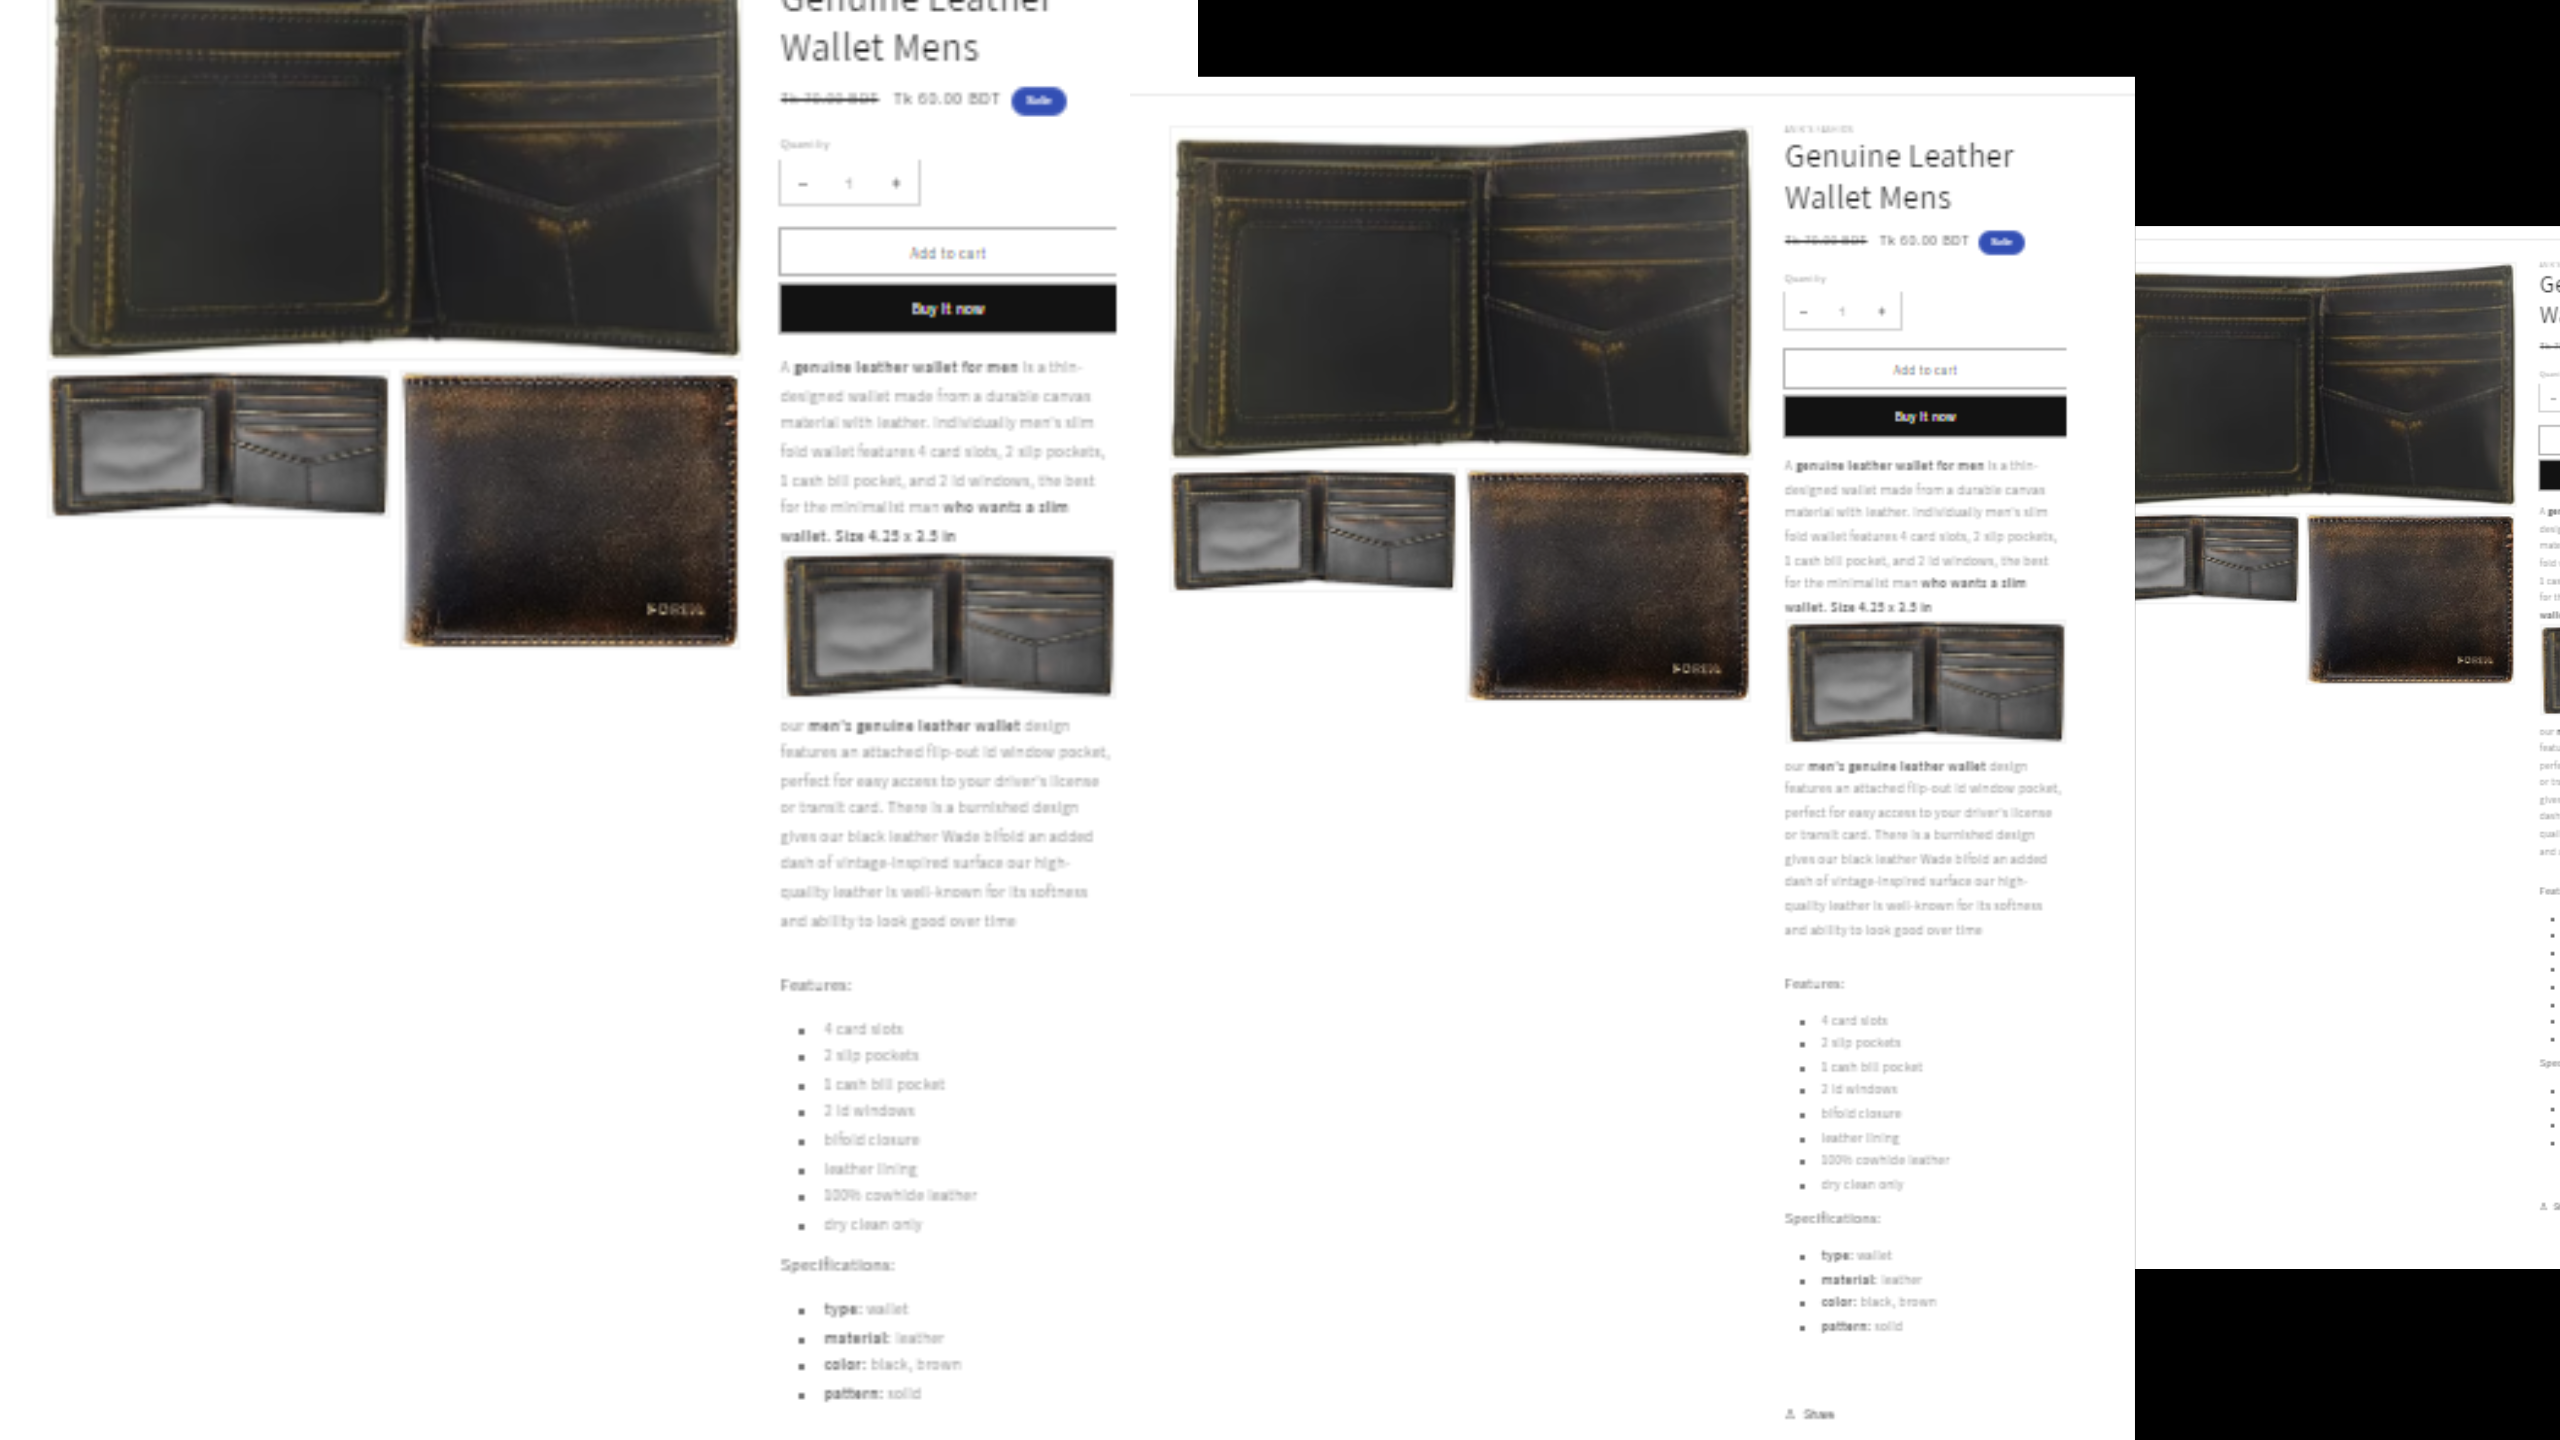 Genuine Leather
Wallet Mens
Tk 70.00 BDT Tk 60.00 BDT Sale
Quantity
− 1 +
Add to cart
Buy it now
A genuine leather wallet for men is a thin-
designed wallet made from a durable canvas
material with leather. Individually men's slim
fold wallet features 4 card slots, 2 slip pockets,
1 cash bill pocket, and 2 id windows, the best
for the minimalist man who wants a slim
wallet. Size 4.25 x 3.5 in
our men's genuine leather wallet design
features an attached flip-out id window pocket,
perfect for easy access to your driver's license
or transit card. There is a burnished design
gives our black leather Wade bifold an added
dash of vintage-inspired surface our high-
quality leather is well-known for its softness
and ability to look good over time
Features:
4 card slots
2 slip pockets
1 cash bill pocket
2 id windows
bifold closure
leather lining
100% cowhide leather
dry clean only
Specifications:
type: wallet
material: leather
color: black, brown
pattern: solid
Genuine Leather
Wallet Mens
Tk 70.00 BDT Tk 60.00 BDT Sale
Quantity
− 1 +
Add to cart
Buy it now
A genuine leather wallet for men is a thin-
designed wallet made from a durable canvas
material with leather. Individually men's slim
fold wallet features 4 card slots, 2 slip pockets,
1 cash bill pocket, and 2 id windows, the best
for the minimalist man who wants a slim
wallet. Size 4.25 x 3.5 in
our men's genuine leather wallet design
features an attached flip-out id window pocket,
perfect for easy access to your driver's license
or transit card. There is a burnished design
gives our black leather Wade bifold an added
dash of vintage-inspired surface our high-
quality leather is well-known for its softness
and ability to look good over time
Features:
4 card slots
2 slip pockets
1 cash bill pocket
2 id windows
bifold closure
leather lining
100% cowhide leather
dry clean only
Specifications:
type: wallet
material: leather
color: black, brown
pattern: solid
Share